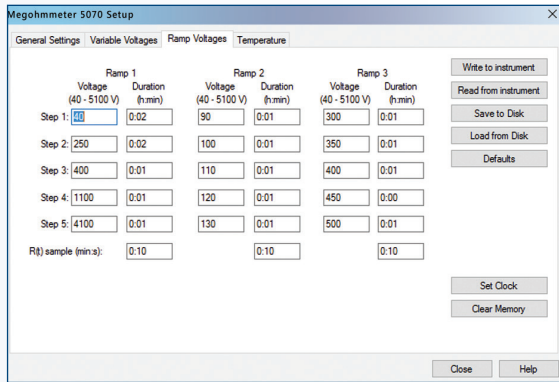 Megohmmeter 5070 Setup
General Settings Variable Voltages Ramp Voltages Temperature
Ramp 1 Ramp 2 Ramp 3
Voltage Duration Voltage Duration Voltage Duration
(40 - 5100 V) (h:min) (40 - 5100 V) (h:min) (40 - 5100 V) (h:min)
Step 1: 40 0:02 90 0:01 300 0:01
Step 2: 250 0:02 100 0:01 350 0:01
Step 3: 400 0:01 110 0:01 400 0:01
Step 4: 1100 0:01 120 0:01 450 0:00
Step 5: 4100 0:01 130 0:01 500 0:01
R(t) sample (min:s): 0:10 0:10 0:10
Write to instrument
Read from instrument
Save to Disk
Load from Disk
Defaults
Set Clock
Clear Memory
Close Help